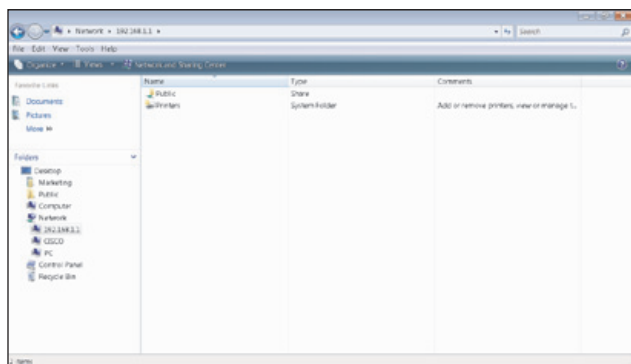 Network ▸ 192.168.1.1 ▸
Search
File Edit View Tools Help
Organize Views Network and Sharing Center
Favorite Links
Documents
Pictures
More »
Folders
Desktop
Marketing
Public
Computer
Network
192.168.1.1
CISCO
PC
Control Panel
Recycle Bin
Name Type Comments
Public Share
Printers System Folder Add or remove printers, view or manage t...
2 items